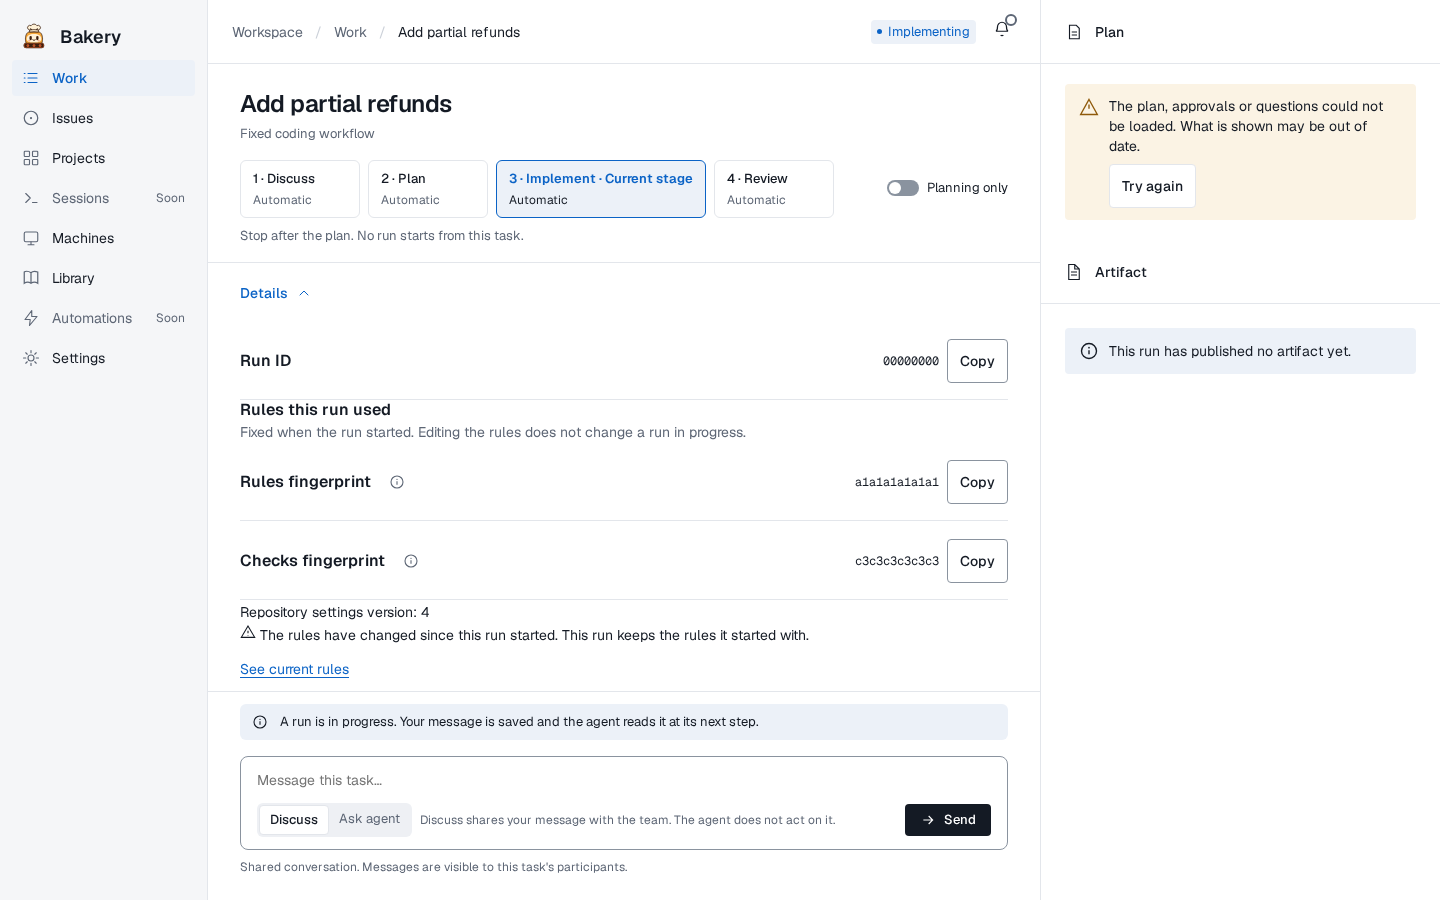 Bakery
Work
Issues
Projects
Sessions Soon
Machines
Library
Automations Soon
Settings
Workspace / Work / Add partial refunds
Implementing
Add partial refunds
Fixed coding workflow
1 · Discuss
Automatic
2 · Plan
Automatic
3 · Implement · Current stage
Automatic
4 · Review
Automatic
Planning only
Stop after the plan. No run starts from this task.
Details
Run ID
00000000 Copy
Rules this run used
Fixed when the run started. Editing the rules does not change a run in progress.
Rules fingerprint
a1a1a1a1a1a1 Copy
Checks fingerprint
c3c3c3c3c3c3 Copy
Repository settings version: 4
The rules have changed since this run started. This run keeps the rules it started with.
See current rules
A run is in progress. Your message is saved and the agent reads it at its next step.
Message this task…
Discuss Ask agent Discuss shares your message with the team. The agent does not act on it.
Send
Shared conversation. Messages are visible to this task's participants.
Plan
The plan, approvals or questions could not
be loaded. What is shown may be out of
date.
Try again
Artifact
This run has published no artifact yet.